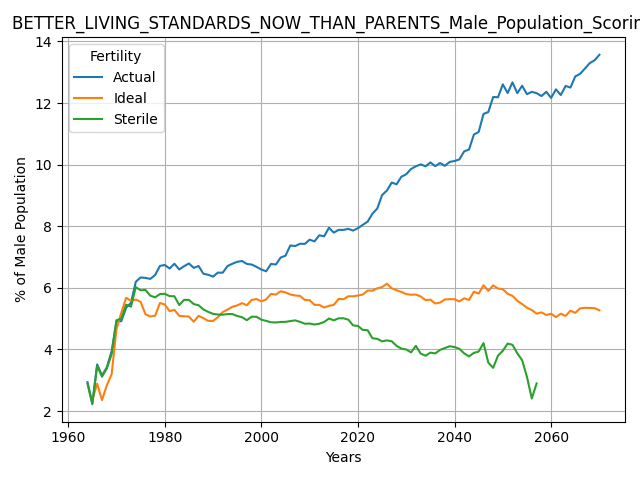 BETTER_LIVING_STANDARDS_NOW_THAN_PARENTS_Male_Population_Scorin
14
12
10
8
6
4
2
% of Male Population
Fertility
Actual
Ideal
Sterile
1960 1980 2000 2020 2040 2060
Years